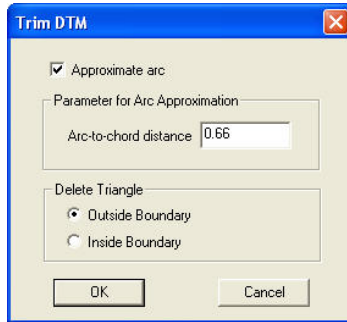 Trim DTM
Approximate arc
Parameter for Arc Approximation
Arc-to-chord distance 0.66
Delete Triangle
Outside Boundary
Inside Boundary
OK Cancel